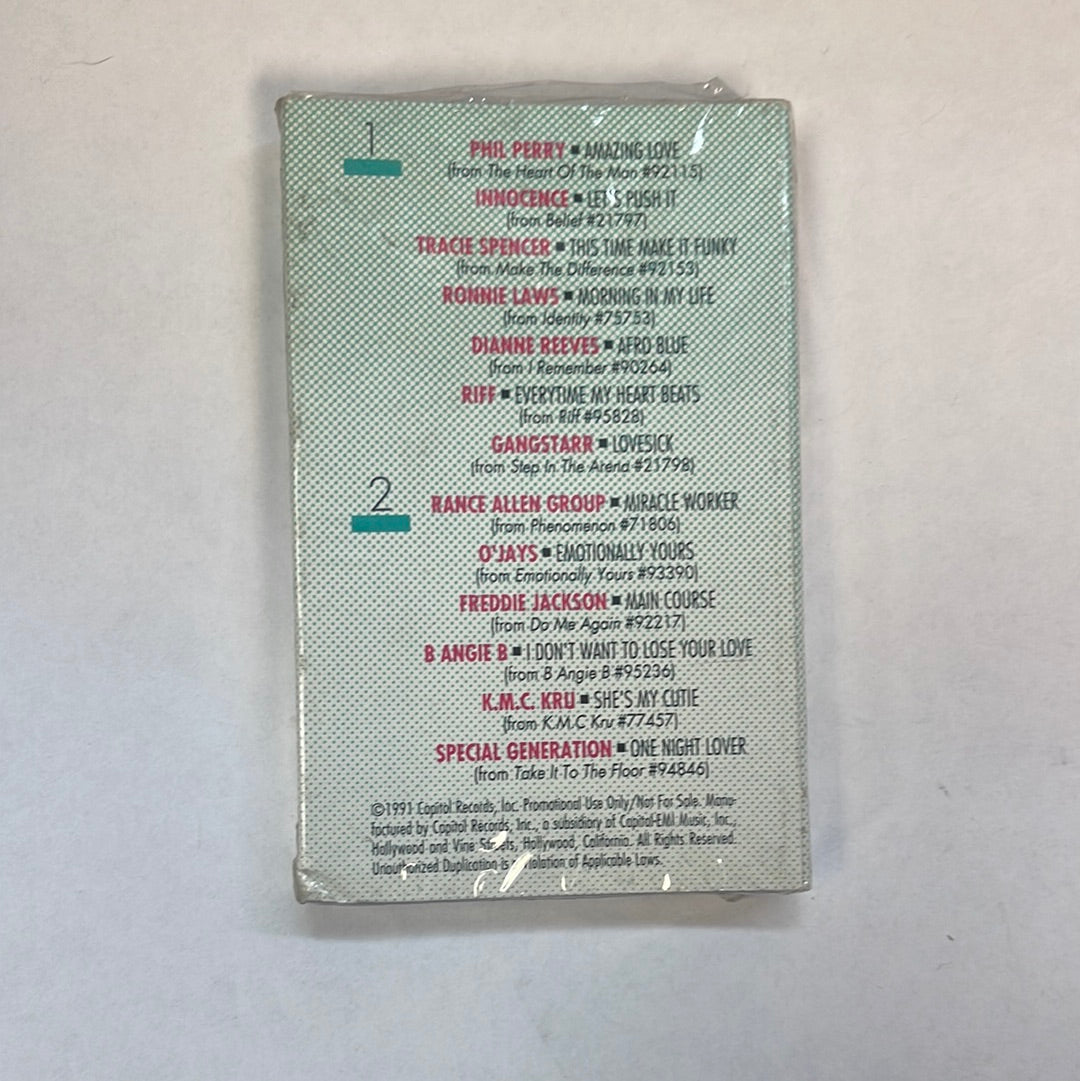 1
PHIL PERRY ■ AMAZING LOVE
(from The Heart Of The Man #92115)
INNOCENCE ■ LET'S PUSH IT
(from Belief #21797)
TRACIE SPENCER ■ THIS TIME MAKE IT FUNKY
(from Make The Difference #92153)
RONNIE LAWS ■ MORNING IN MY LIFE
(from Identity #75753)
DIANNE REEVES ■ AFRO BLUE
(from I Remember #90264)
RIFF ■ EVERYTIME MY HEART BEATS
(from Riff #95828)
GANGSTARR ■ LOVESICK
(from Step In The Arena #21798)
2
RANCE ALLEN GROUP ■ MIRACLE WORKER
(from Phenomenon #71806)
O'JAYS ■ EMOTIONALLY YOURS
(from Emotionally Yours #93390)
FREDDIE JACKSON ■ MAIN COURSE
(from Do Me Again #92217)
B ANGIE B ■ I DON'T WANT TO LOSE YOUR LOVE
(from B Angie B #95236)
K.M.C. KRU ■ SHE'S MY CUTIE
(from K.M.C Kru #77457)
SPECIAL GENERATION ■ ONE NIGHT LOVER
(from Take It To The Floor #94846)
©1991 Capitol Records, Inc. Promotional Use Only/Not For Sale. Manu-
factured by Capitol Records, Inc., a subsidiary of Capitol-EMI Music, Inc.,
Hollywood and Vine Streets, Hollywood, California. All Rights Reserved.
Unauthorized Duplication is a Violation of Applicable Laws.